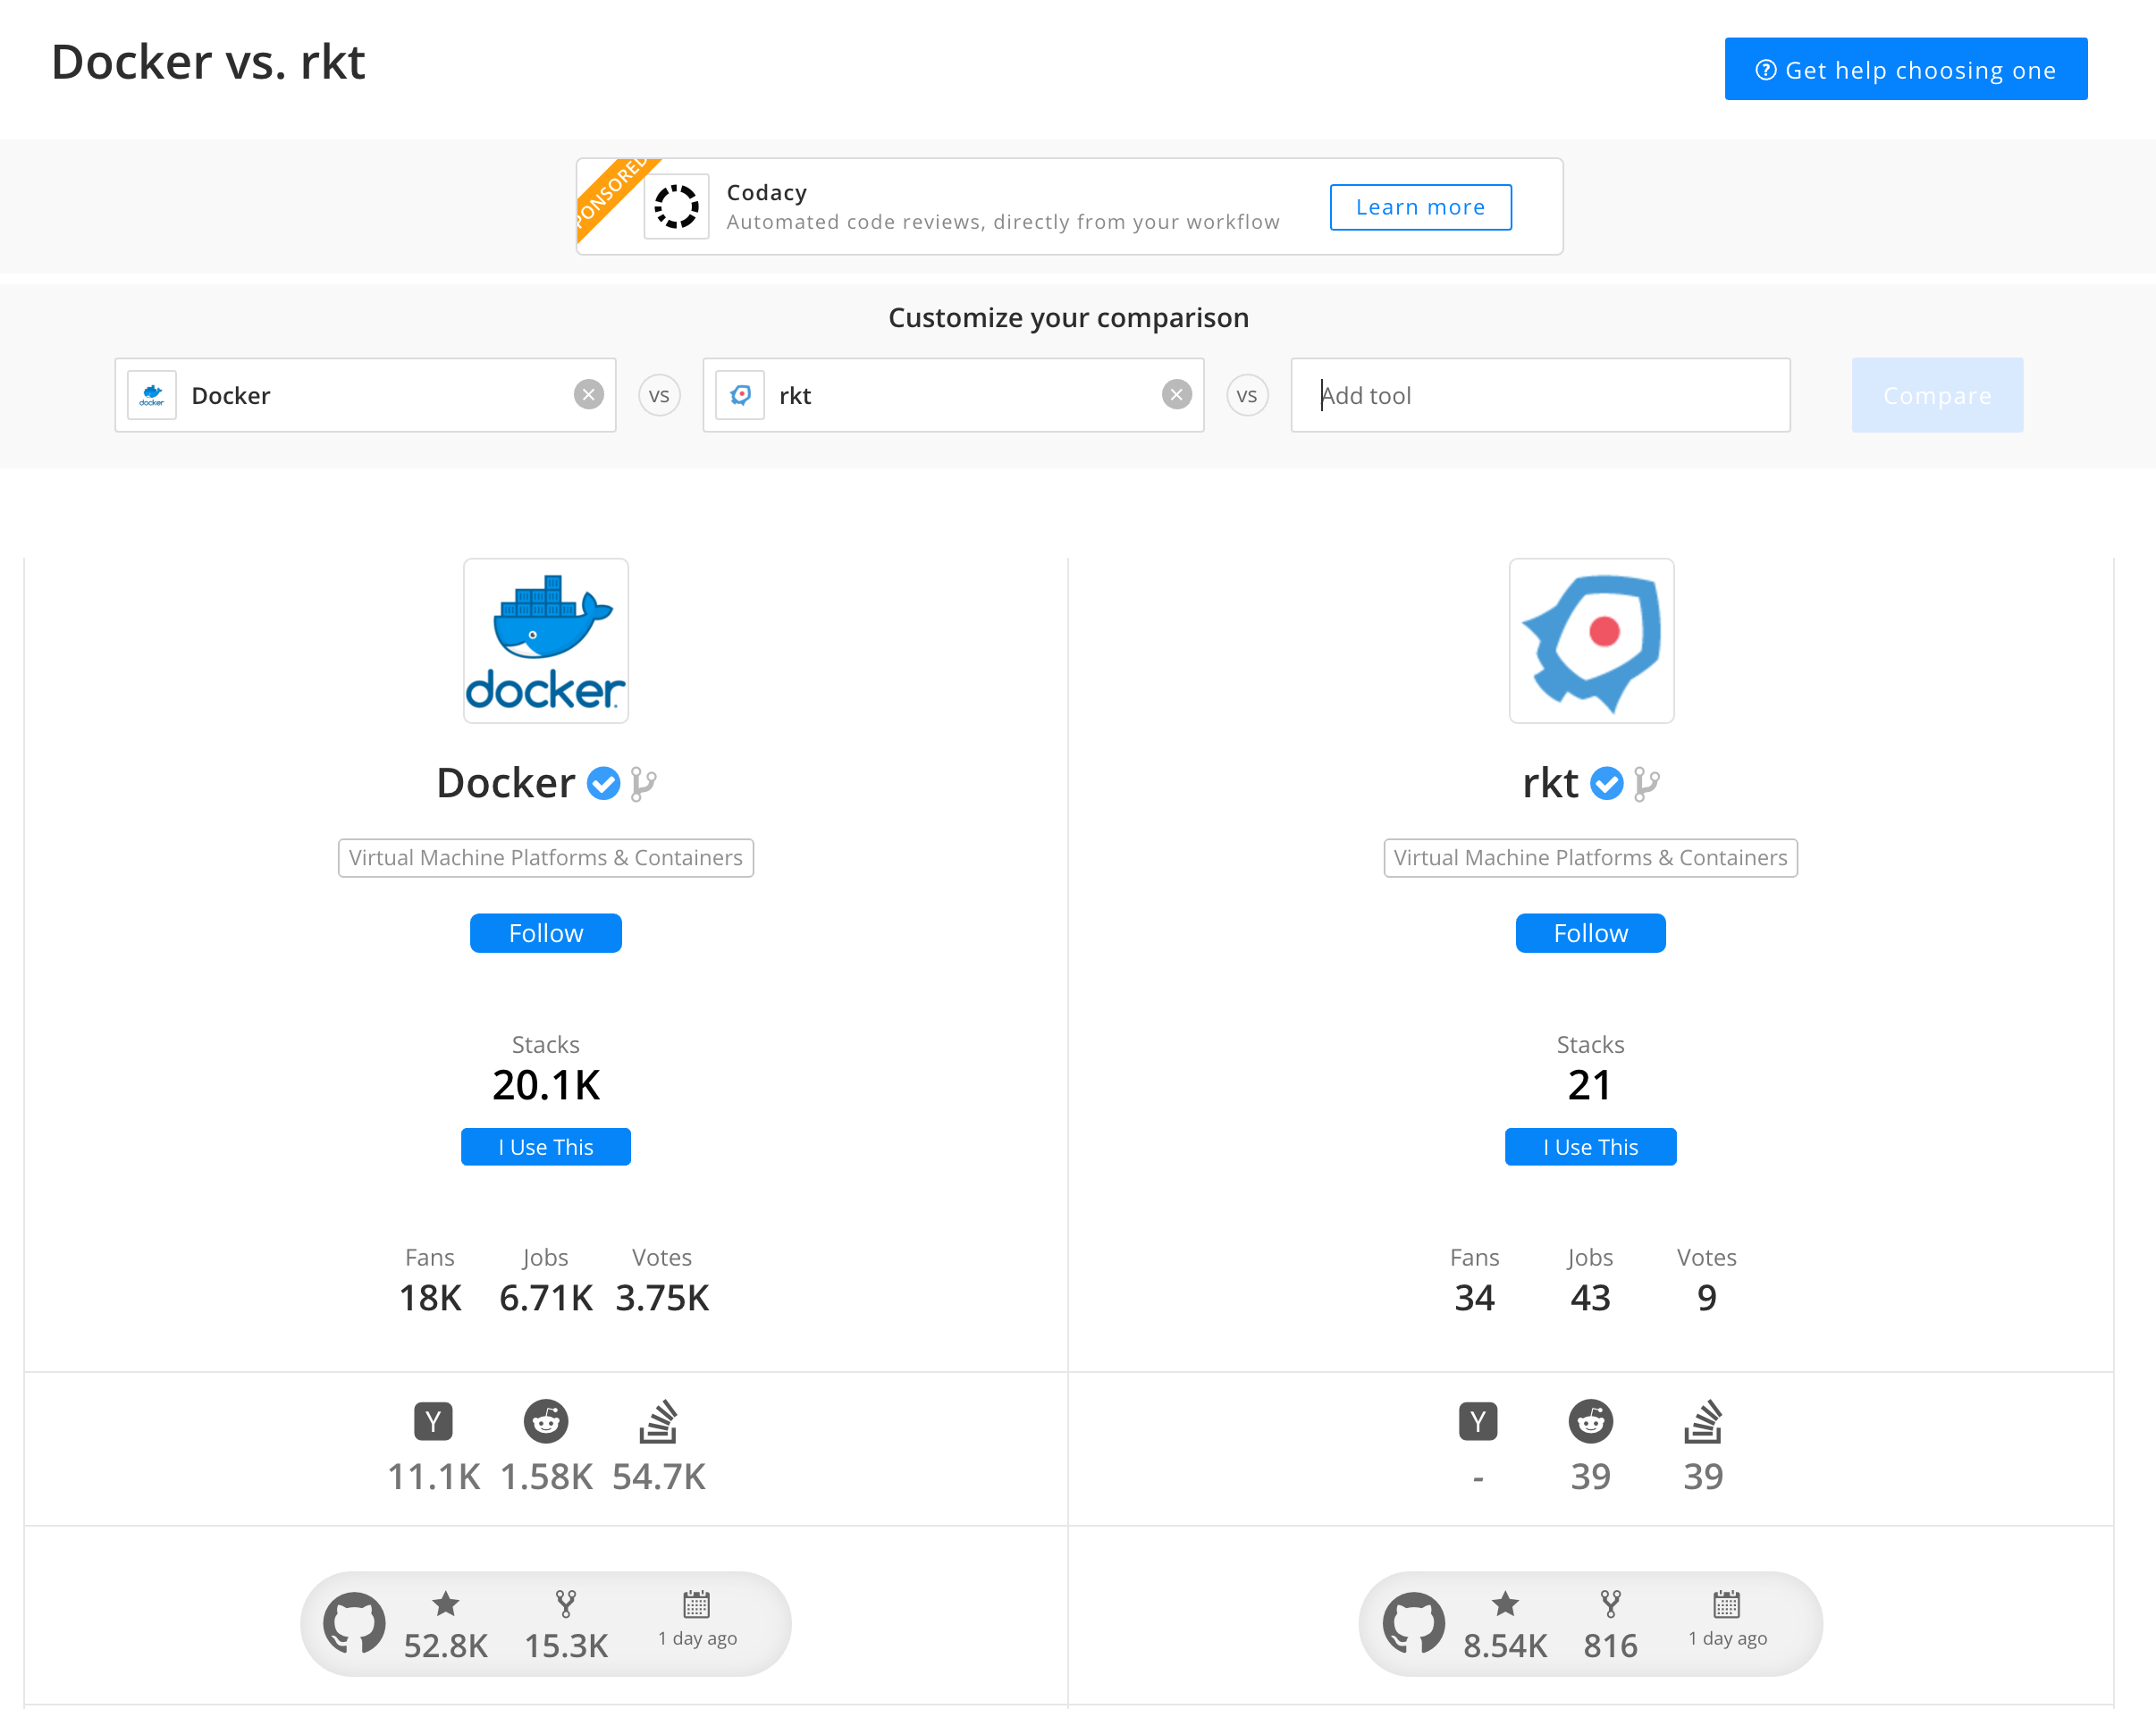 Docker vs. rkt
Get help choosing one
PONSORED
Codacy
Automated code reviews, directly from your workflow
Learn more
Customize your comparison
docker
Docker
VS
rkt
VS
Add tool
Compare
docker
Docker
Virtual Machine Platforms & Containers
Follow
Stacks
20.1K
I Use This
Fans Jobs Votes
18K 6.71K 3.75K
Y
11.1K 1.58K 54.7K
52.8K 15.3K 1 day ago
rkt
Virtual Machine Platforms & Containers
Follow
Stacks
21
I Use This
Fans Jobs Votes
34 43 9
Y
- 39 39
8.54K 816 1 day ago